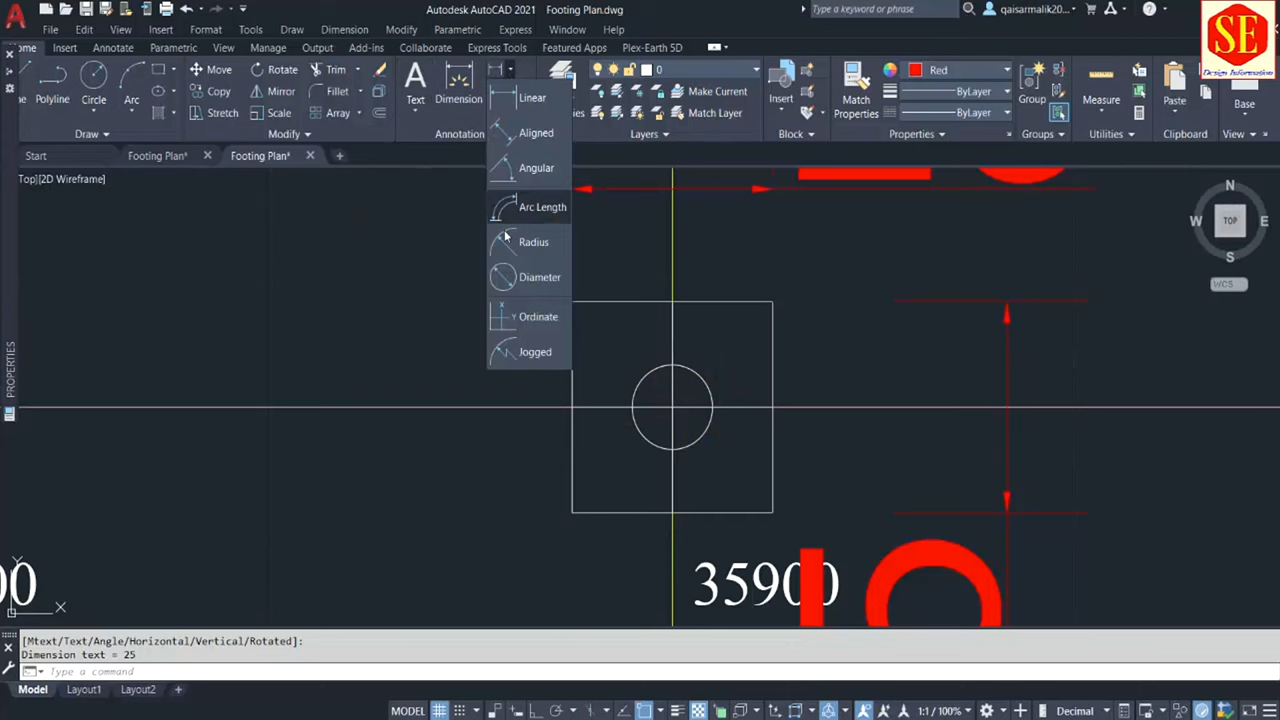 Autodesk AutoCAD 2021 Footing Plan.dwg
Type a keyword or phrase
qaisarmalik20...
File Edit View Insert Format Tools Draw Dimension Modify Parametric Express Window Help
Insert Annotate Parametric View Manage Output Add-ins Collaborate Express Tools Featured Apps Plex-Earth 5D
SE
Design Information
Polyline Circle Arc
Move Rotate Trim
Copy Mirror Fillet
Stretch Scale Array
Text Dimension
0
Make Current
Match Layer
Insert
Match
Properties
Red
ByLayer
ByLayer
Group
Measure
Paste
Base
Draw Modify Annotation Layers Block Properties Groups Utilities Clipboard View
Linear
Aligned
Angular
Arc Length
Radius
Diameter
Ordinate
Jogged
Start Footing Plan* Footing Plan*
Top][2D Wireframe]
N
W TOP E
S
WCS
PROPERTIES
35900
Y
X
[Mtext/Text/Angle/Horizontal/Vertical/Rotated]:
Dimension text = 25
Type a command
Model Layout1 Layout2
MODEL 1:1 / 100% Decimal